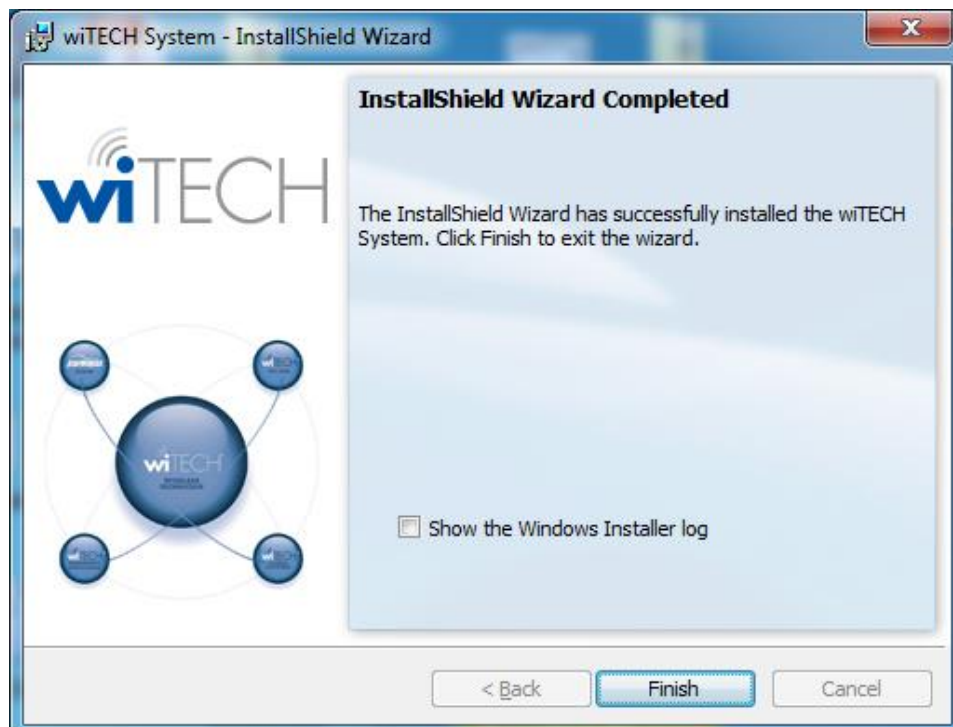 wiTECH System - InstallShield Wizard
InstallShield Wizard Completed
wiTECH
The InstallShield Wizard has successfully installed the wiTECH
System. Click Finish to exit the wizard.
wiTECH
Show the Windows Installer log
< Back
Finish
Cancel